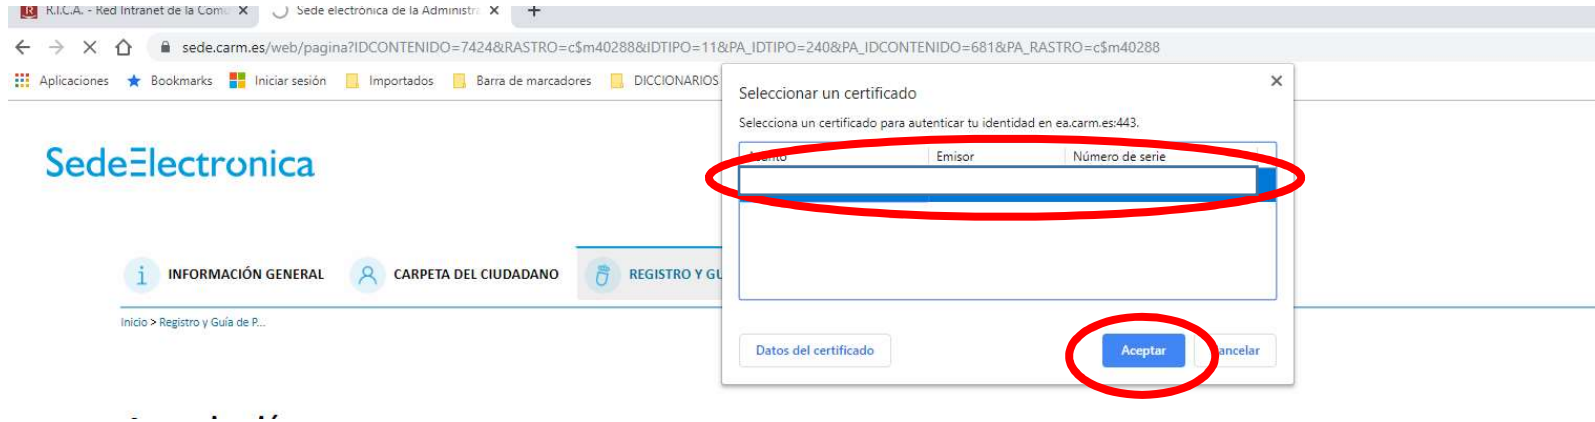 R.I.C.A. - Red Intranet de la Com
Sede electrónica de la Administr
sede.carm.es/web/pagina?IDCONTENIDO=7424&RASTRO=c$m40288&IDTIPO=11&PA_IDTIPO=240&PA_IDCONTENIDO=681&PA_RASTRO=c$m40288
Aplicaciones Bookmarks Iniciar sesión Importados Barra de marcadores DICCIONARIOS
Seleccionar un certificado
Selecciona un certificado para autenticar tu identidad en ea.carm.es:443.
Emisor Número de serie
SedeElectronica
INFORMACIÓN GENERAL CARPETA DEL CIUDADANO REGISTRO Y GU
Inicio > Registro y Guía de P...
Datos del certificado Aceptar ancelar